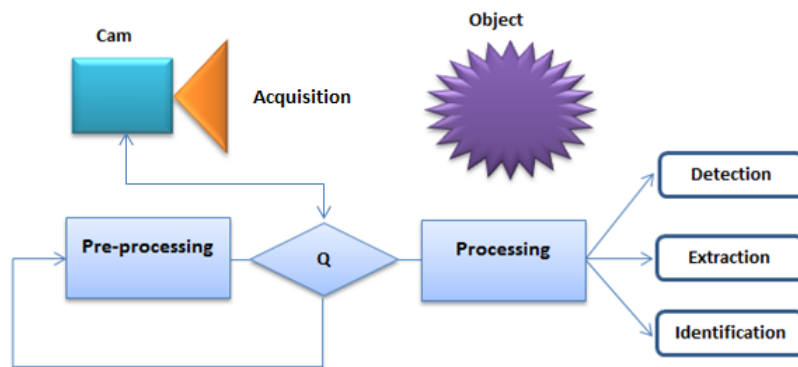 Object
Cam
Acquisition
Detection
Pre-processing
Q
Processing
Extraction
Identification